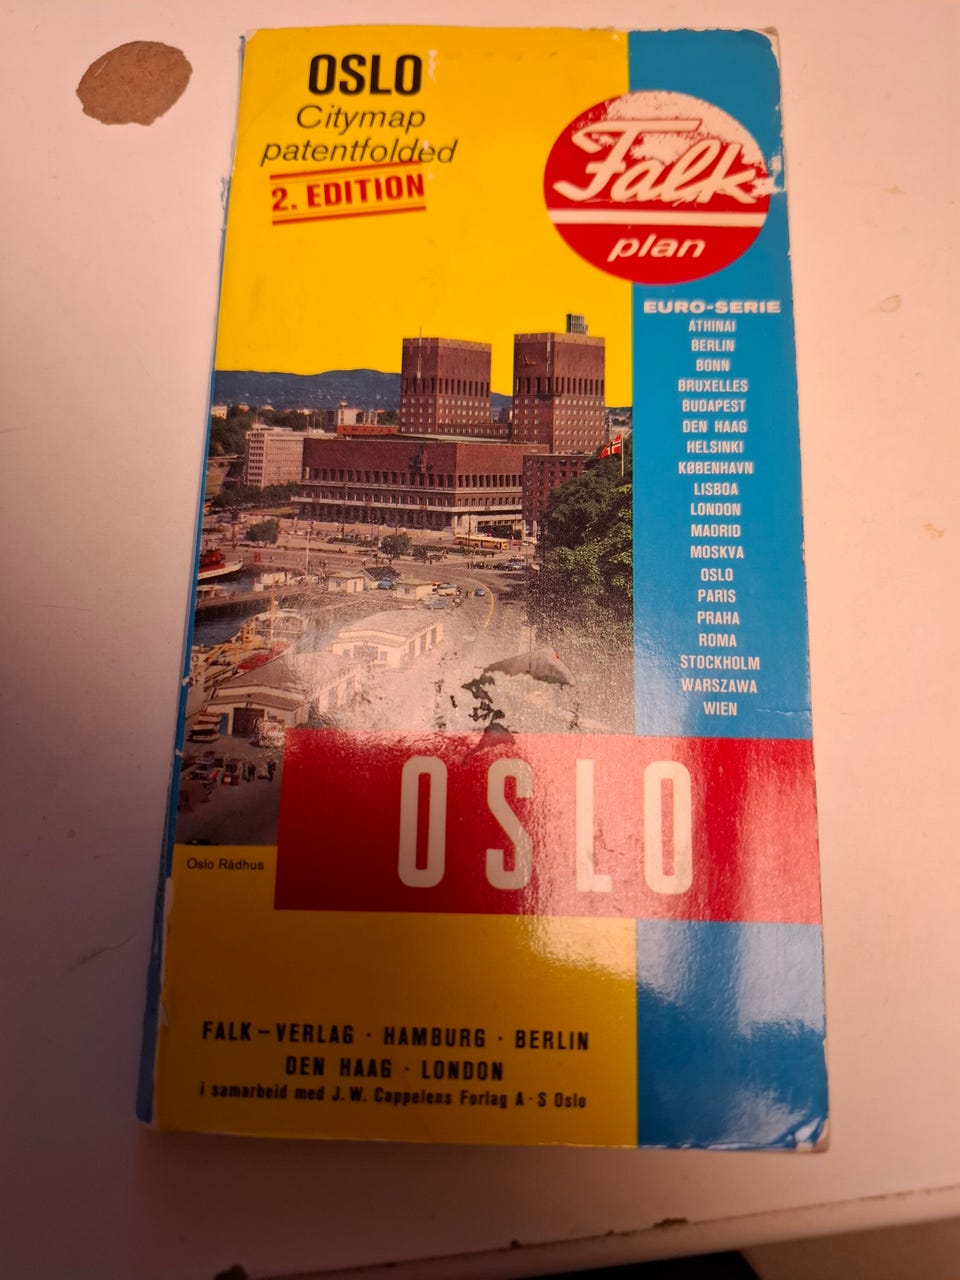 OSLO
Citymap
patentfolded
2. EDITION
Falk
plan
EURO-SERIE
ATHINAI
BERLIN
BONN
BRUXELLES
BUDAPEST
DEN HAAG
HELSINKI
KØBENHAVN
LISBOA
LONDON
MADRID
MOSKVA
OSLO
PARIS
PRAHA
ROMA
STOCKHOLM
WARSZAWA
WIEN
OSLO
Oslo Rådhus
FALK–VERLAG · HAMBURG · BERLIN
DEN HAAG · LONDON
i samarbeid med J. W. Cappelens Forlag A · S Oslo